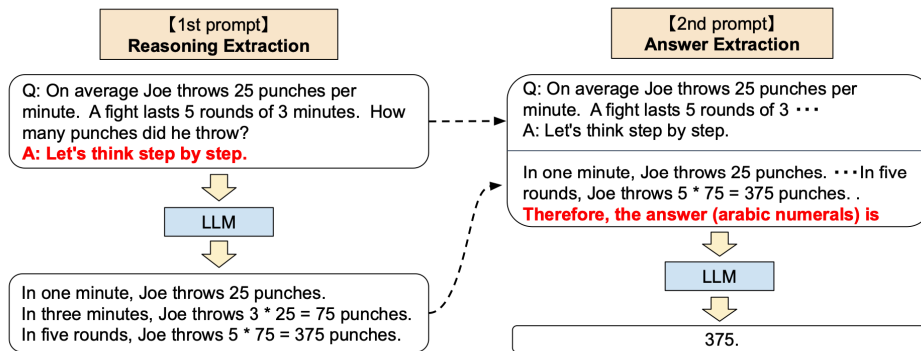 【1st prompt】
Reasoning Extraction
Q: On average Joe throws 25 punches per
minute.  A fight lasts 5 rounds of 3 minutes.  How
many punches did he throw?
A: Let's think step by step.
LLM
In one minute, Joe throws 25 punches.
In three minutes, Joe throws 3 * 25 = 75 punches.
In five rounds, Joe throws 5 * 75 = 375 punches.
【2nd prompt】
Answer Extraction
Q: On average Joe throws 25 punches per
minute.  A fight lasts 5 rounds of 3 ･･･
A: Let's think step by step.
In one minute, Joe throws 25 punches. ･･･In five
rounds, Joe throws 5 * 75 = 375 punches. .
Therefore, the answer (arabic numerals) is
LLM
375.